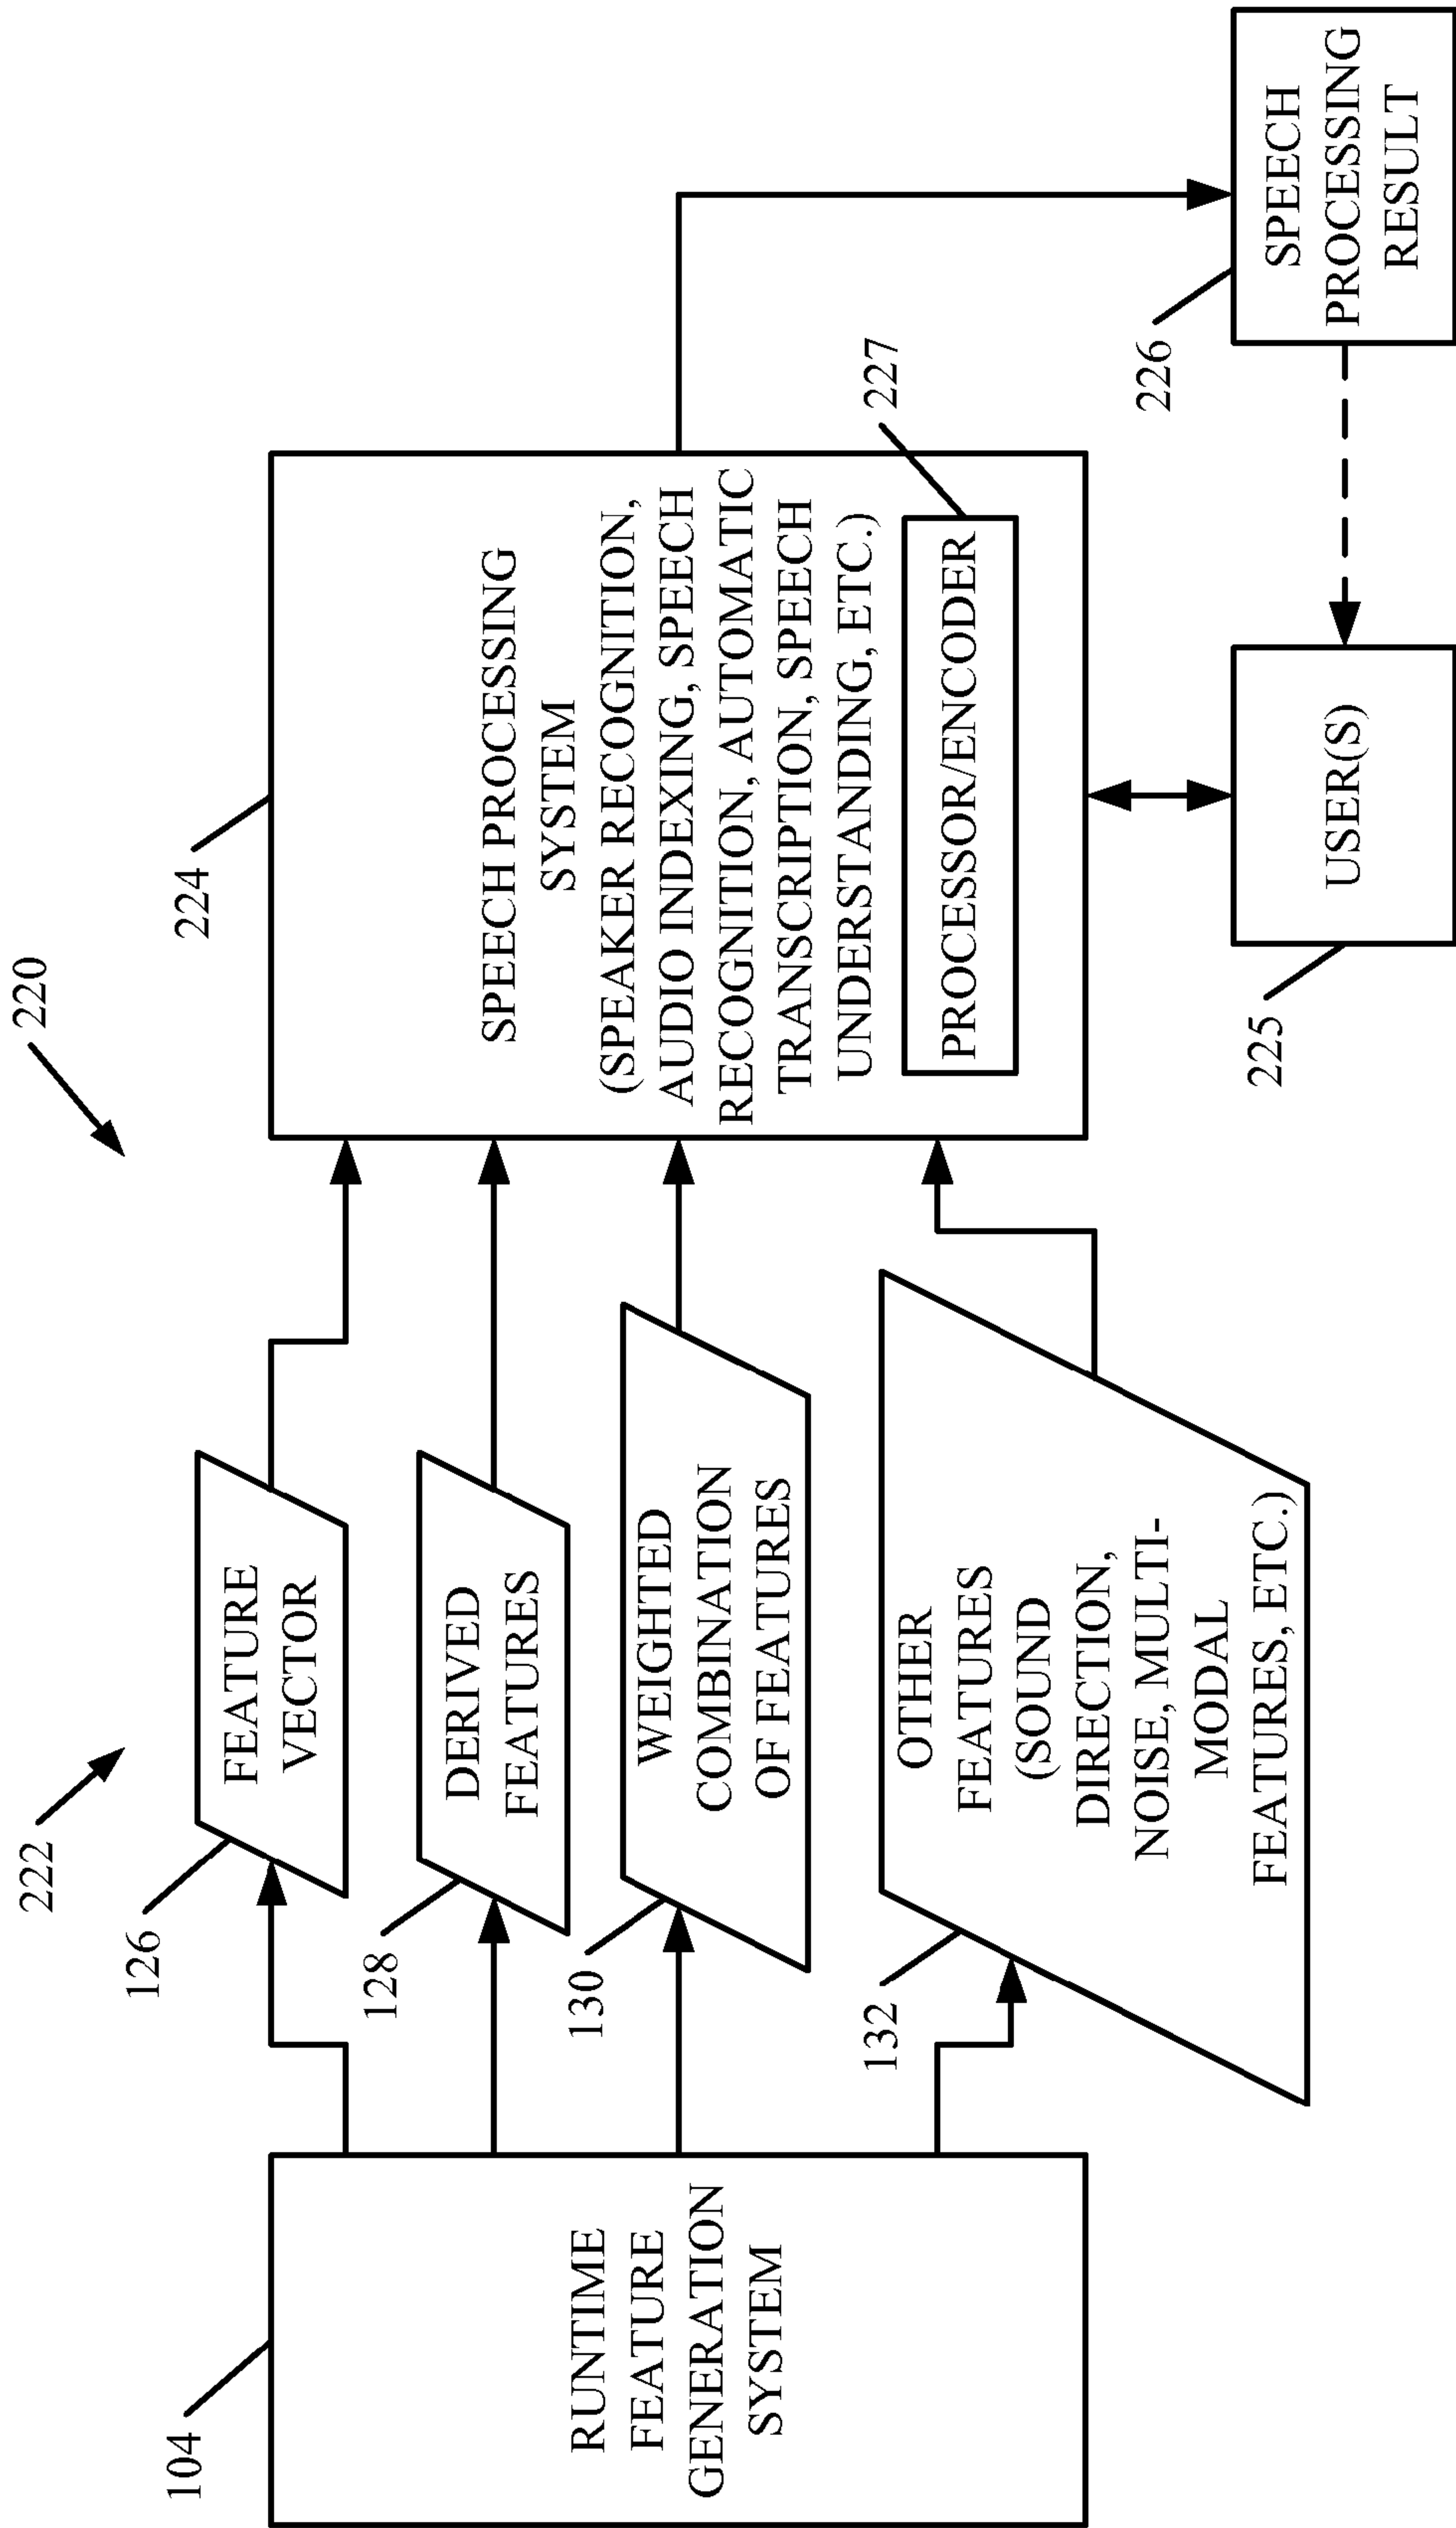 222
220
104
RUNTIME
FEATURE
GENERATION
SYSTEM
126
FEATURE
VECTOR
128
DERIVED
FEATURES
130
WEIGHTED
COMBINATION
OF FEATURES
132
OTHER
FEATURES
(SOUND
DIRECTION,
NOISE, MULTI-
MODAL
FEATURES, ETC.)
224
SPEECH PROCESSING
SYSTEM
(SPEAKER RECOGNITION,
AUDIO INDEXING, SPEECH
RECOGNITION, AUTOMATIC
TRANSCRIPTION, SPEECH
UNDERSTANDING, ETC.)
PROCESSOR/ENCODER
227
225
USER(S)
226
SPEECH
PROCESSING
RESULT